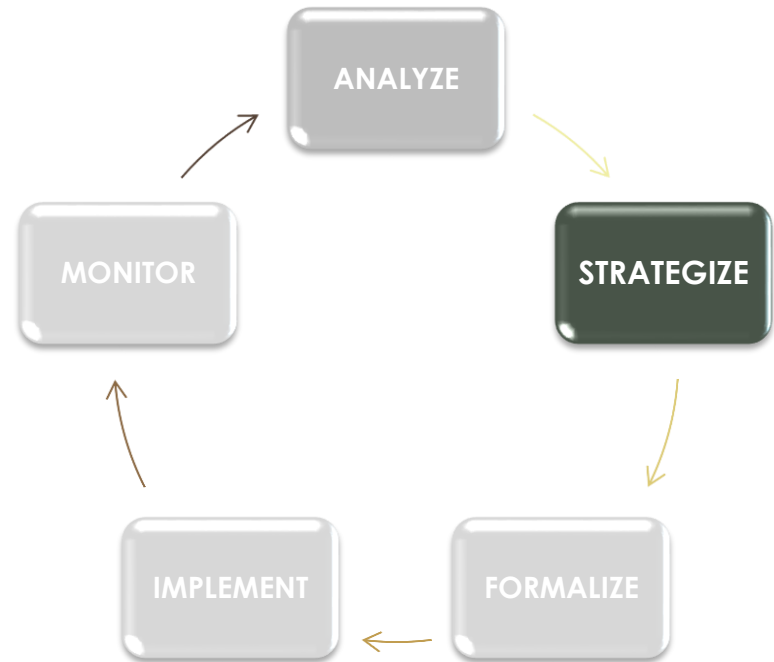 ANALYZE
STRATEGIZE
FORMALIZE
IMPLEMENT
MONITOR